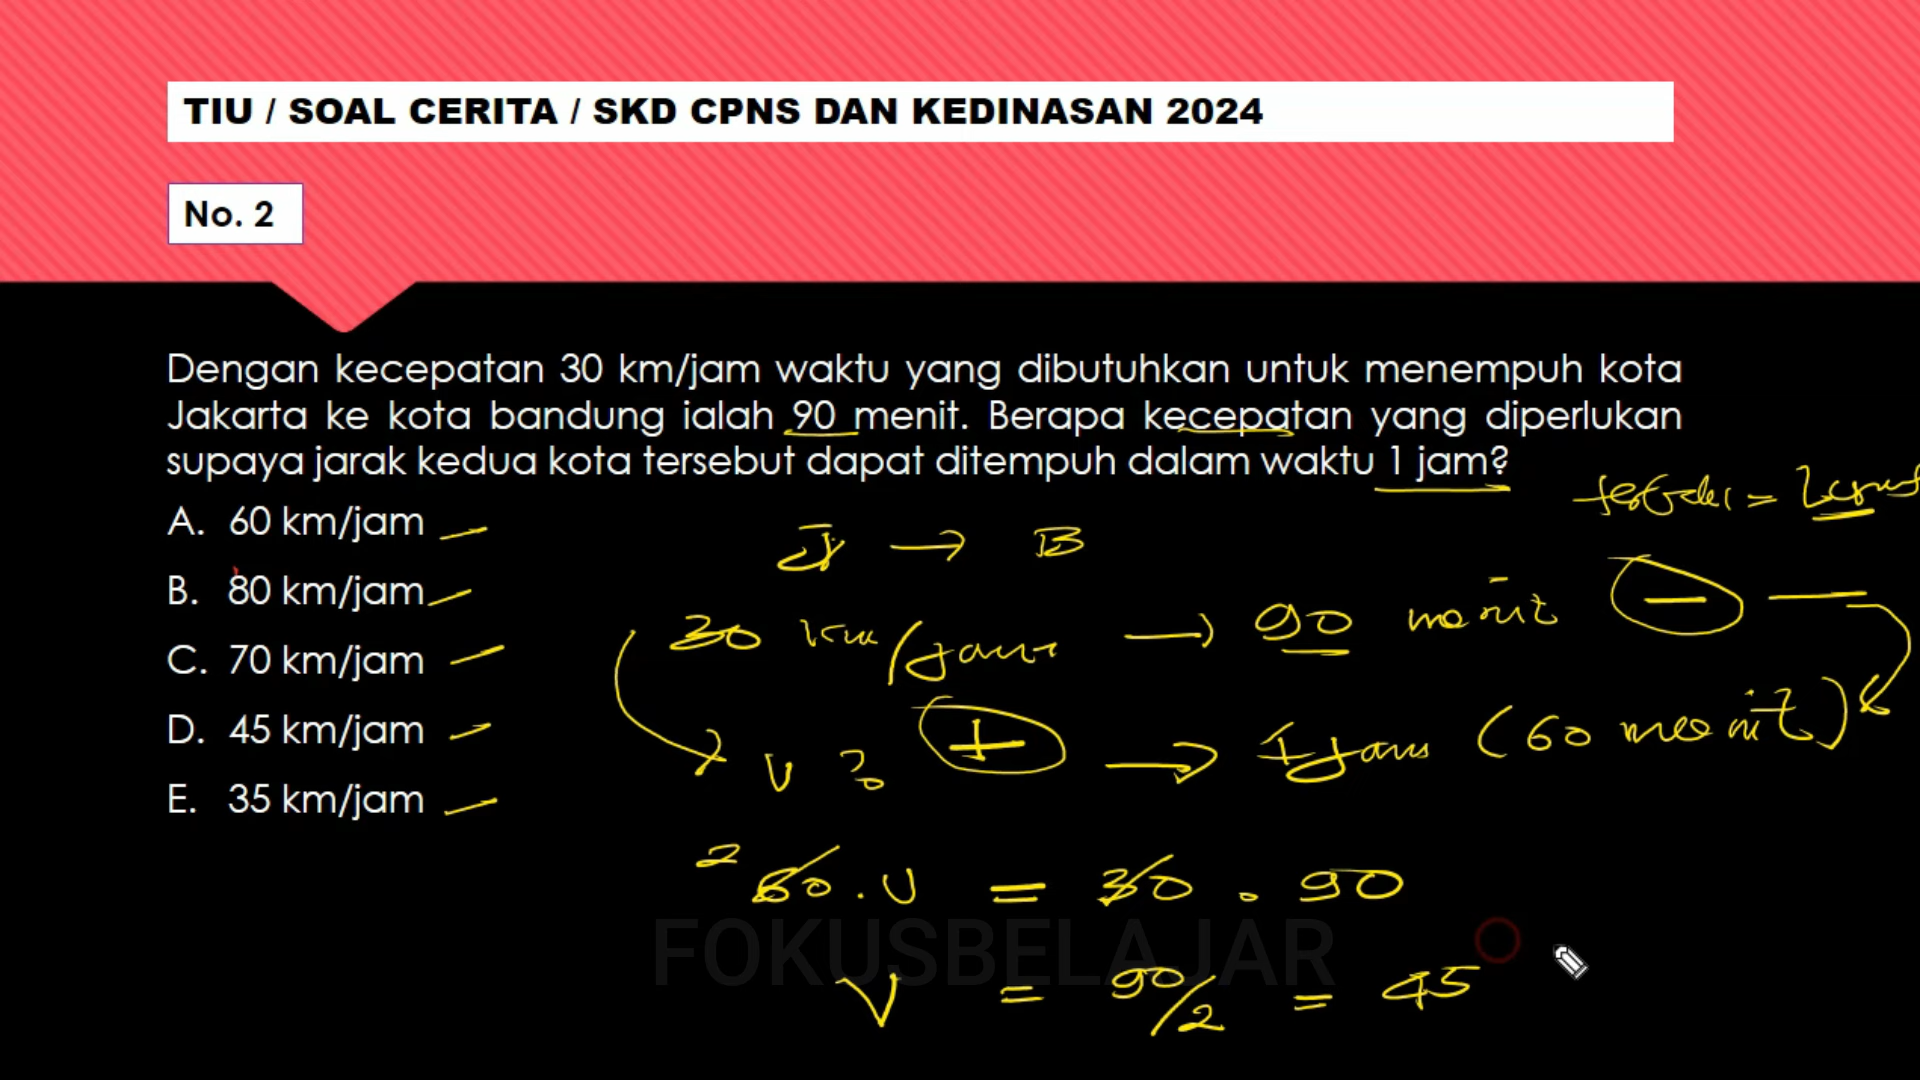 TIU / SOAL CERITA / SKD CPNS DAN KEDINASAN 2024
No. 2
Dengan kecepatan 30 km/jam waktu yang dibutuhkan untuk menempuh kota
Jakarta ke kota bandung ialah 90 menit. Berapa kecepatan yang diperlukan
supaya jarak kedua kota tersebut dapat ditempuh dalam waktu 1 jam?
A. 60 km/jam
B. 80 km/jam
C. 70 km/jam
D. 45 km/jam
E. 35 km/jam
J → B
30 km/jam → 90 menit −
V ? + → 1 jam (60 menit)
2
60 . V = 30 . 90
FOKUSBELAJAR
V = 90/2 = 45